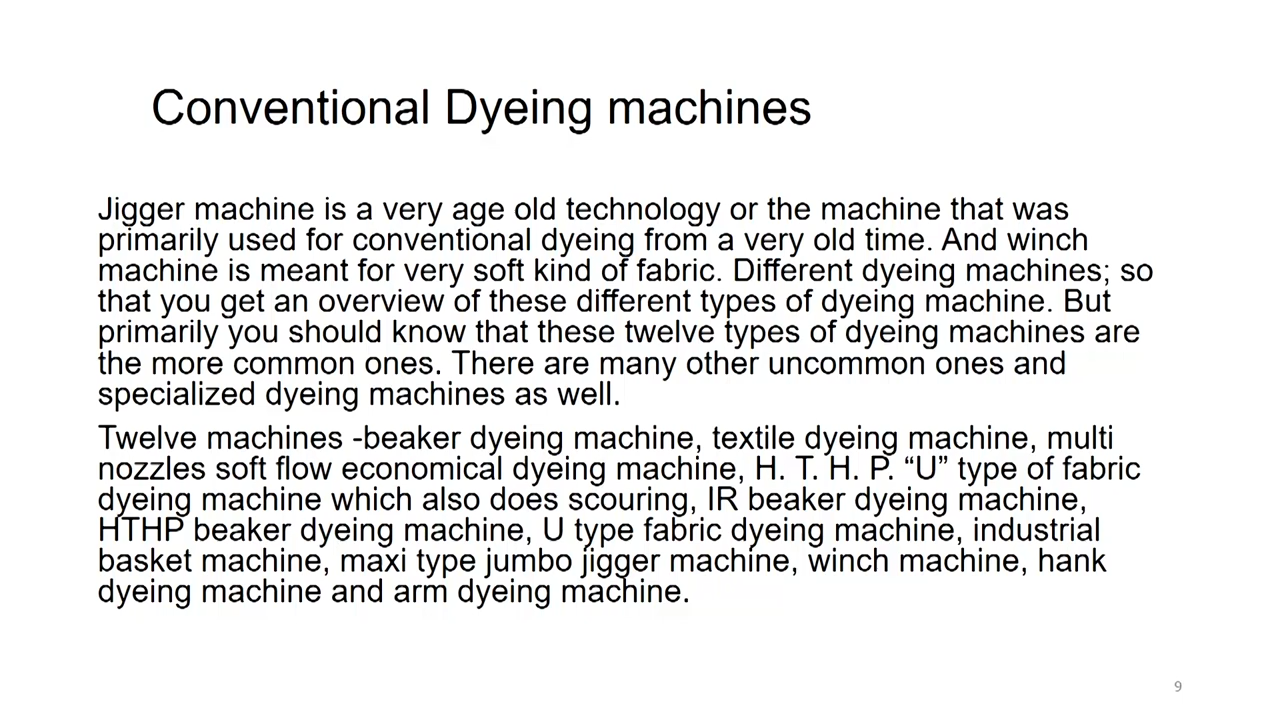 Conventional Dyeing machines
Jigger machine is a very age old technology or the machine that was
primarily used for conventional dyeing from a very old time. And winch
machine is meant for very soft kind of fabric. Different dyeing machines; so
that you get an overview of these different types of dyeing machine. But
primarily you should know that these twelve types of dyeing machines are
the more common ones. There are many other uncommon ones and
specialized dyeing machines as well.
Twelve machines -beaker dyeing machine, textile dyeing machine, multi
nozzles soft flow economical dyeing machine, H. T. H. P. “U” type of fabric
dyeing machine which also does scouring, IR beaker dyeing machine,
HTHP beaker dyeing machine, U type fabric dyeing machine, industrial
basket machine, maxi type jumbo jigger machine, winch machine, hank
dyeing machine and arm dyeing machine.
9